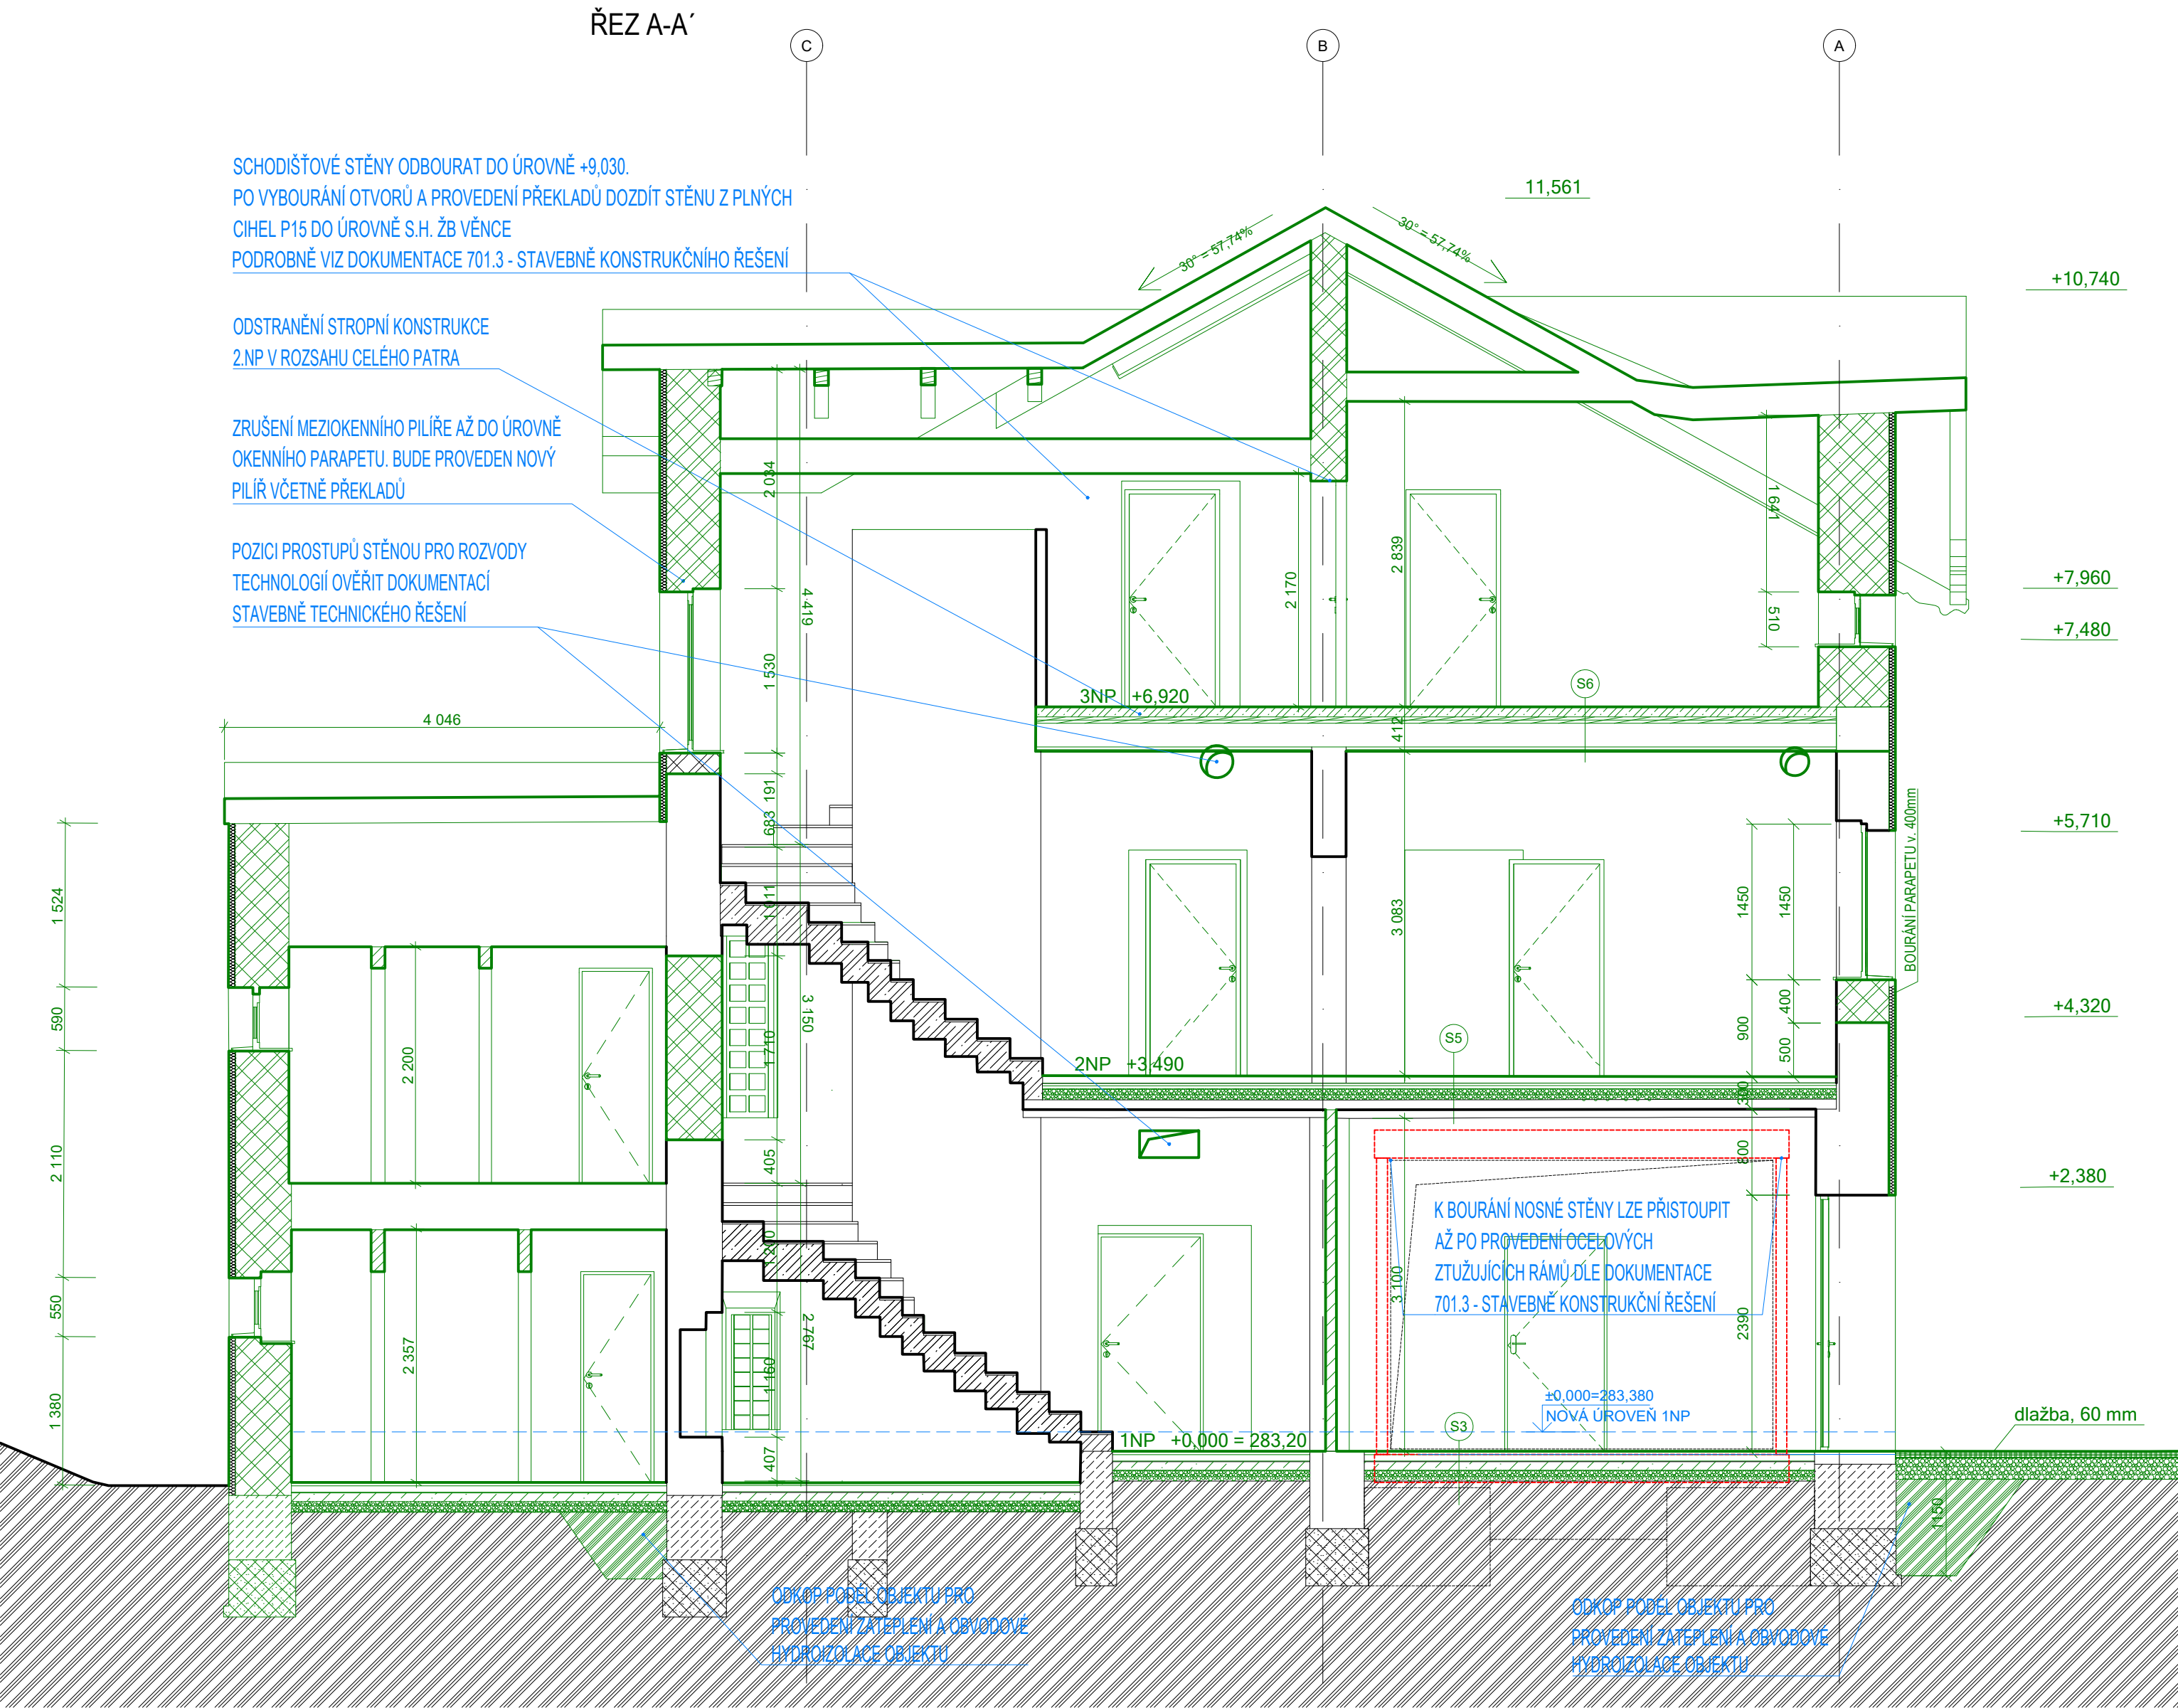 ŘEZ A-A´
C
B
A
SCHODIŠŤOVÉ STĚNY ODBOURAT DO ÚROVNĚ +9,030.
PO VYBOURÁNÍ OTVORŮ A PROVEDENÍ PŘEKLADŮ DOZDÍT STĚNU Z PLNÝCH
CIHEL P15 DO ÚROVNĚ S.H. ŽB VĚNCE
PODROBNĚ VIZ DOKUMENTACE 701.3 - STAVEBNĚ KONSTRUKČNÍHO ŘEŠENÍ
ODSTRANĚNÍ STROPNÍ KONSTRUKCE
2.NP V ROZSAHU CELÉHO PATRA
ZRUŠENÍ MEZIOKENNÍHO PILÍŘE AŽ DO ÚROVNĚ
OKENNÍHO PARAPETU. BUDE PROVEDEN NOVÝ
PILÍŘ VČETNĚ PŘEKLADŮ
POZICI PROSTUPŮ STĚNOU PRO ROZVODY
TECHNOLOGIÍ OVĚŘIT DOKUMENTACÍ
STAVEBNĚ TECHNICKÉHO ŘEŠENÍ
11,561
30° = 57,74%
30° = 57,74%
+10,740
+7,960
+7,480
+5,710
+4,320
+2,380
2 034
4 419
1 530
191
683
1 011
3 150
1 710
405
2 767
1 160
407
2 170
2 839
412
1 641
510
3NP +6,920
S6
4 046
1 524
590
2 110
550
1 380
2 200
2 357
3 083
1450
1450
900
400
500
300
800
2390
3 100
BOURÁNÍ PARAPETU v. 400mm
S5
2NP +3,490
K BOURÁNÍ NOSNÉ STĚNY LZE PŘISTOUPIT
AŽ PO PROVEDENÍ OCELOVÝCH
ZTUŽUJÍCÍCH RÁMŮ DLE DOKUMENTACE
701.3 - STAVEBNĚ KONSTRUKČNÍ ŘEŠENÍ
±0,000=283,380
NOVÁ ÚROVEŇ 1NP
S3
1NP +0,000 = 283,20
dlažba, 60 mm
1150
ODKOP PODÉL OBJEKTU PRO
PROVEDENÍ ZATEPLENÍ A OBVODOVÉ
HYDROIZOLACE OBJEKTU
ODKOP PODÉL OBJEKTU PRO
PROVEDENÍ ZATEPLENÍ A OBVODOVÉ
HYDROIZOLACE OBJEKTU